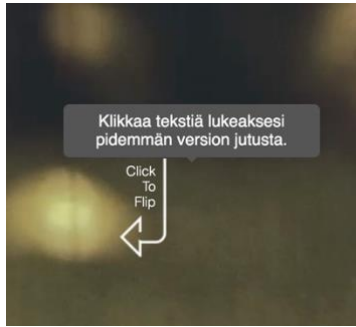 Klikkaa tekstiä lukeaksesi
pidemmän version jutusta.
Click
To
Flip